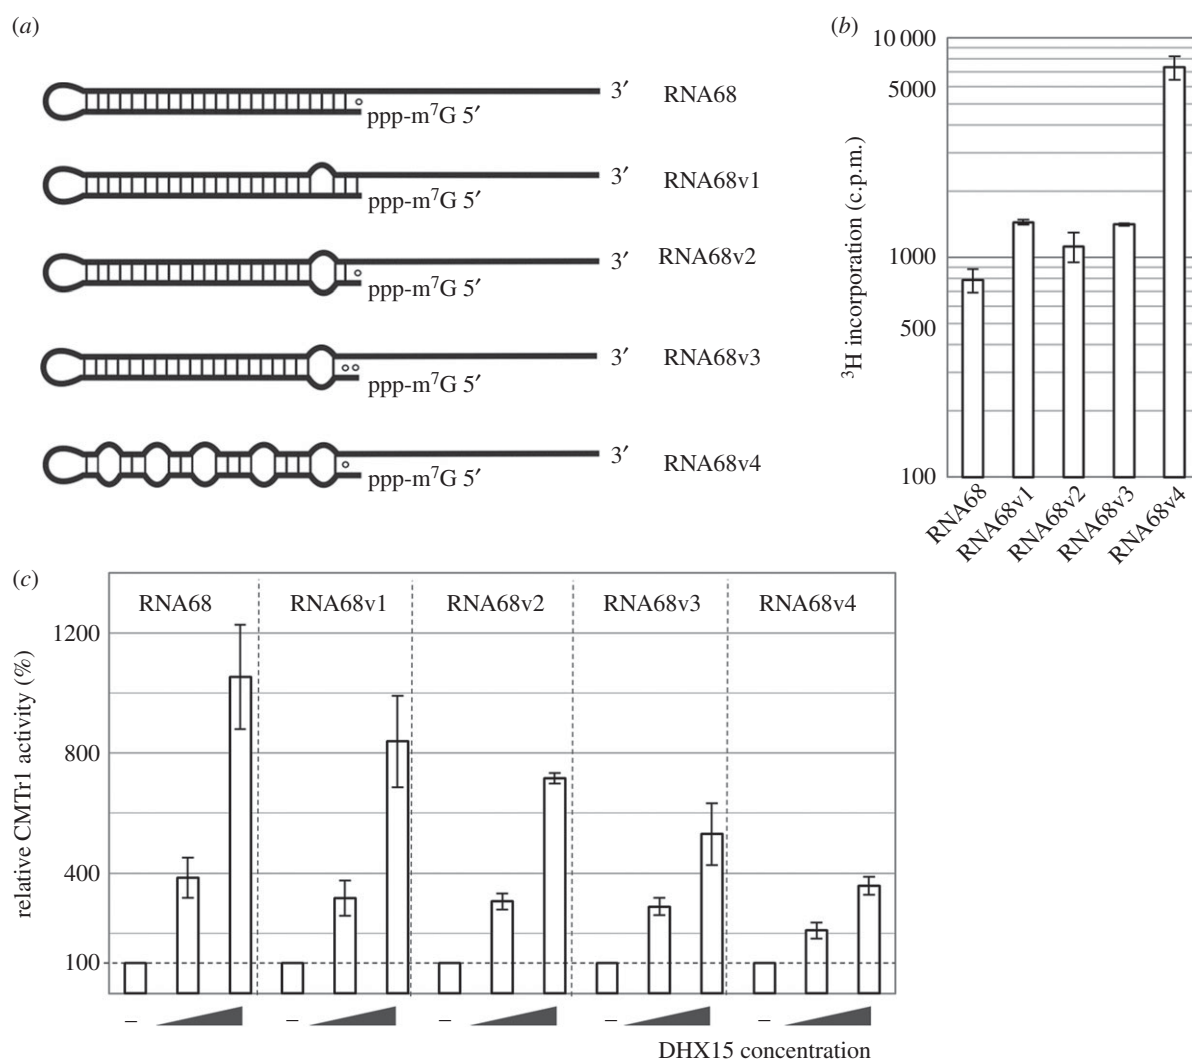 (a)
3′ RNA68
ppp-m⁷G 5′
3′ RNA68v1
ppp-m⁷G 5′
3′ RNA68v2
ppp-m⁷G 5′
3′ RNA68v3
ppp-m⁷G 5′
3′ RNA68v4
ppp-m⁷G 5′
(b)
³H incorporation (c.p.m.)
10 000
5000
1000
500
100
RNA68 RNA68v1 RNA68v2 RNA68v3 RNA68v4
(c)
relative CMTr1 activity (%)
RNA68 RNA68v1 RNA68v2 RNA68v3 RNA68v4
1200
800
400
100
– – – – –
DHX15 concentration